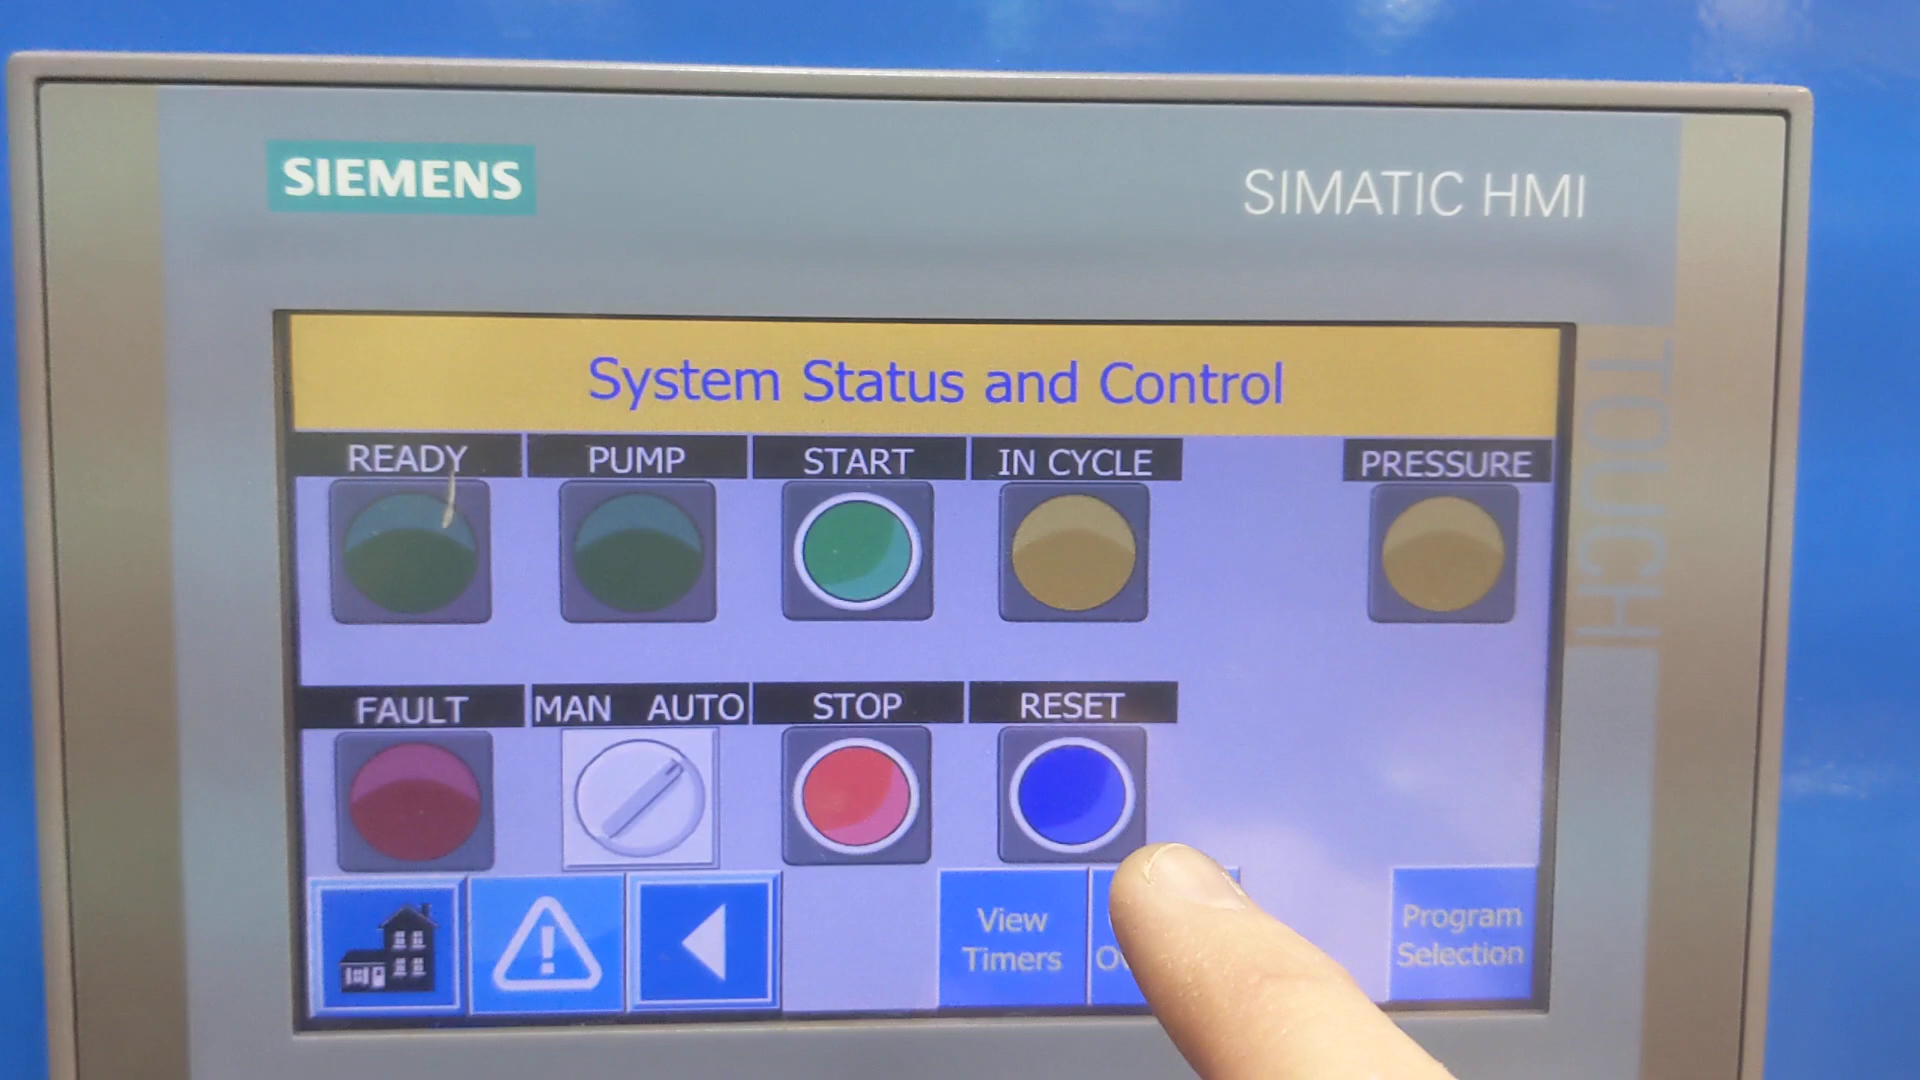 SIEMENS
SIMATIC HMI
TOUCH
System Status and Control
READY
PUMP
START
IN CYCLE
PRESSURE
FAULT
MAN AUTO
STOP
RESET
View
Timers
Program
Selection